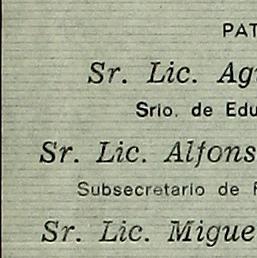 PAT
Sr. Lic. Ag
Srio. de Edu
Sr. Lic. Alfons
Subsecretario de
Sr. Lic. Migue